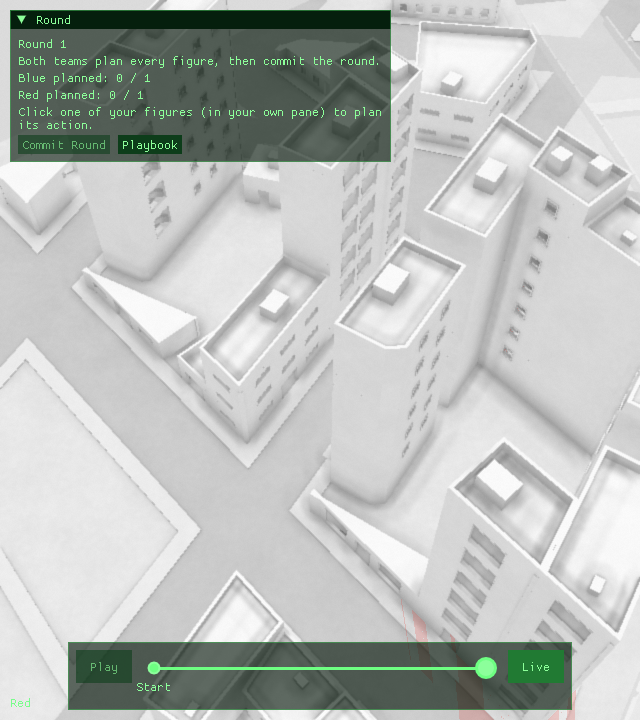 Round
Round 1
Both teams plan every figure, then commit the round.
Blue planned: 0 / 1
Red planned: 0 / 1
Click one of your figures (in your own pane) to plan
its action.
Commit Round Playbook
Play Live
Start
Red